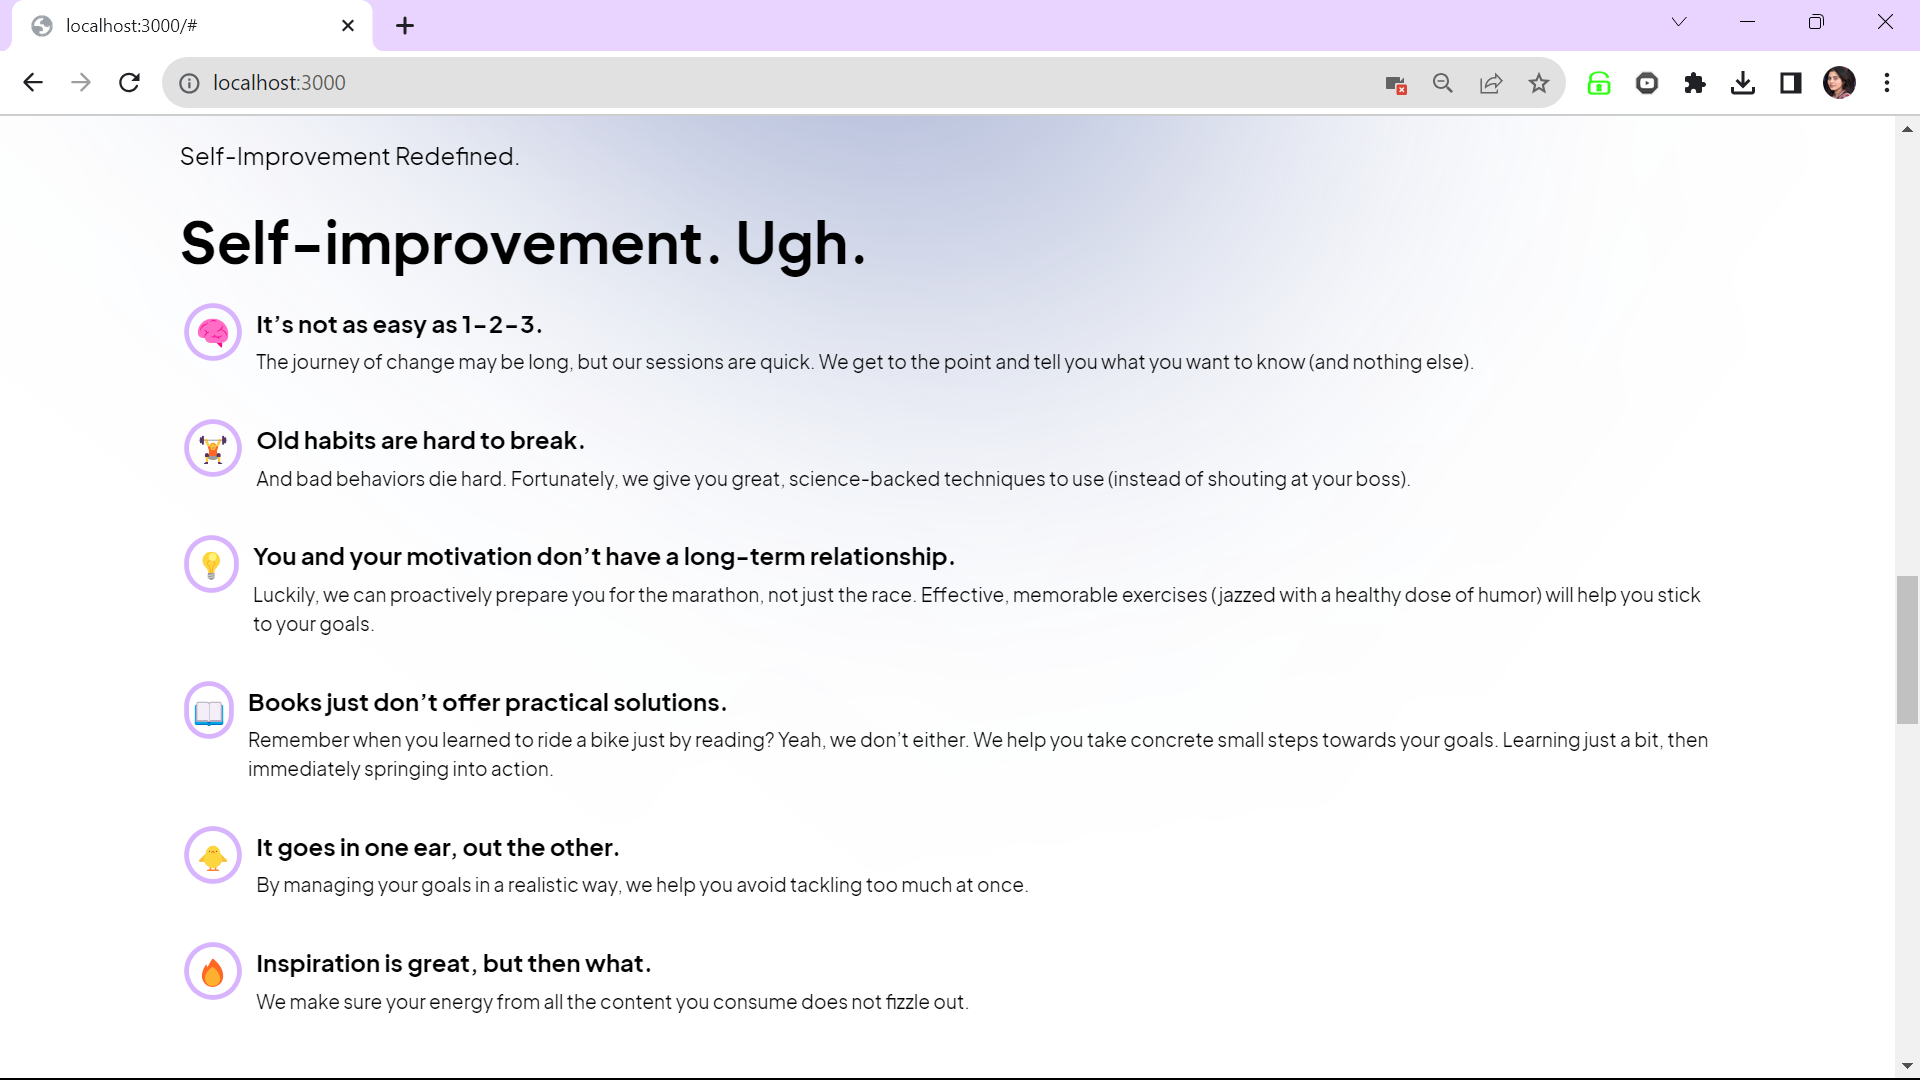 localhost:3000/#
localhost:3000
Self-Improvement Redefined.
Self-improvement. Ugh.
It’s not as easy as 1-2-3.
The journey of change may be long, but our sessions are quick. We get to the point and tell you what you want to know (and nothing else).
Old habits are hard to break.
And bad behaviors die hard. Fortunately, we give you great, science-backed techniques to use (instead of shouting at your boss).
You and your motivation don’t have a long-term relationship.
Luckily, we can proactively prepare you for the marathon, not just the race. Effective, memorable exercises (jazzed with a healthy dose of humor) will help you stick
to your goals.
Books just don’t offer practical solutions.
Remember when you learned to ride a bike just by reading? Yeah, we don’t either. We help you take concrete small steps towards your goals. Learning just a bit, then
immediately springing into action.
It goes in one ear, out the other.
By managing your goals in a realistic way, we help you avoid tackling too much at once.
Inspiration is great, but then what.
We make sure your energy from all the content you consume does not fizzle out.